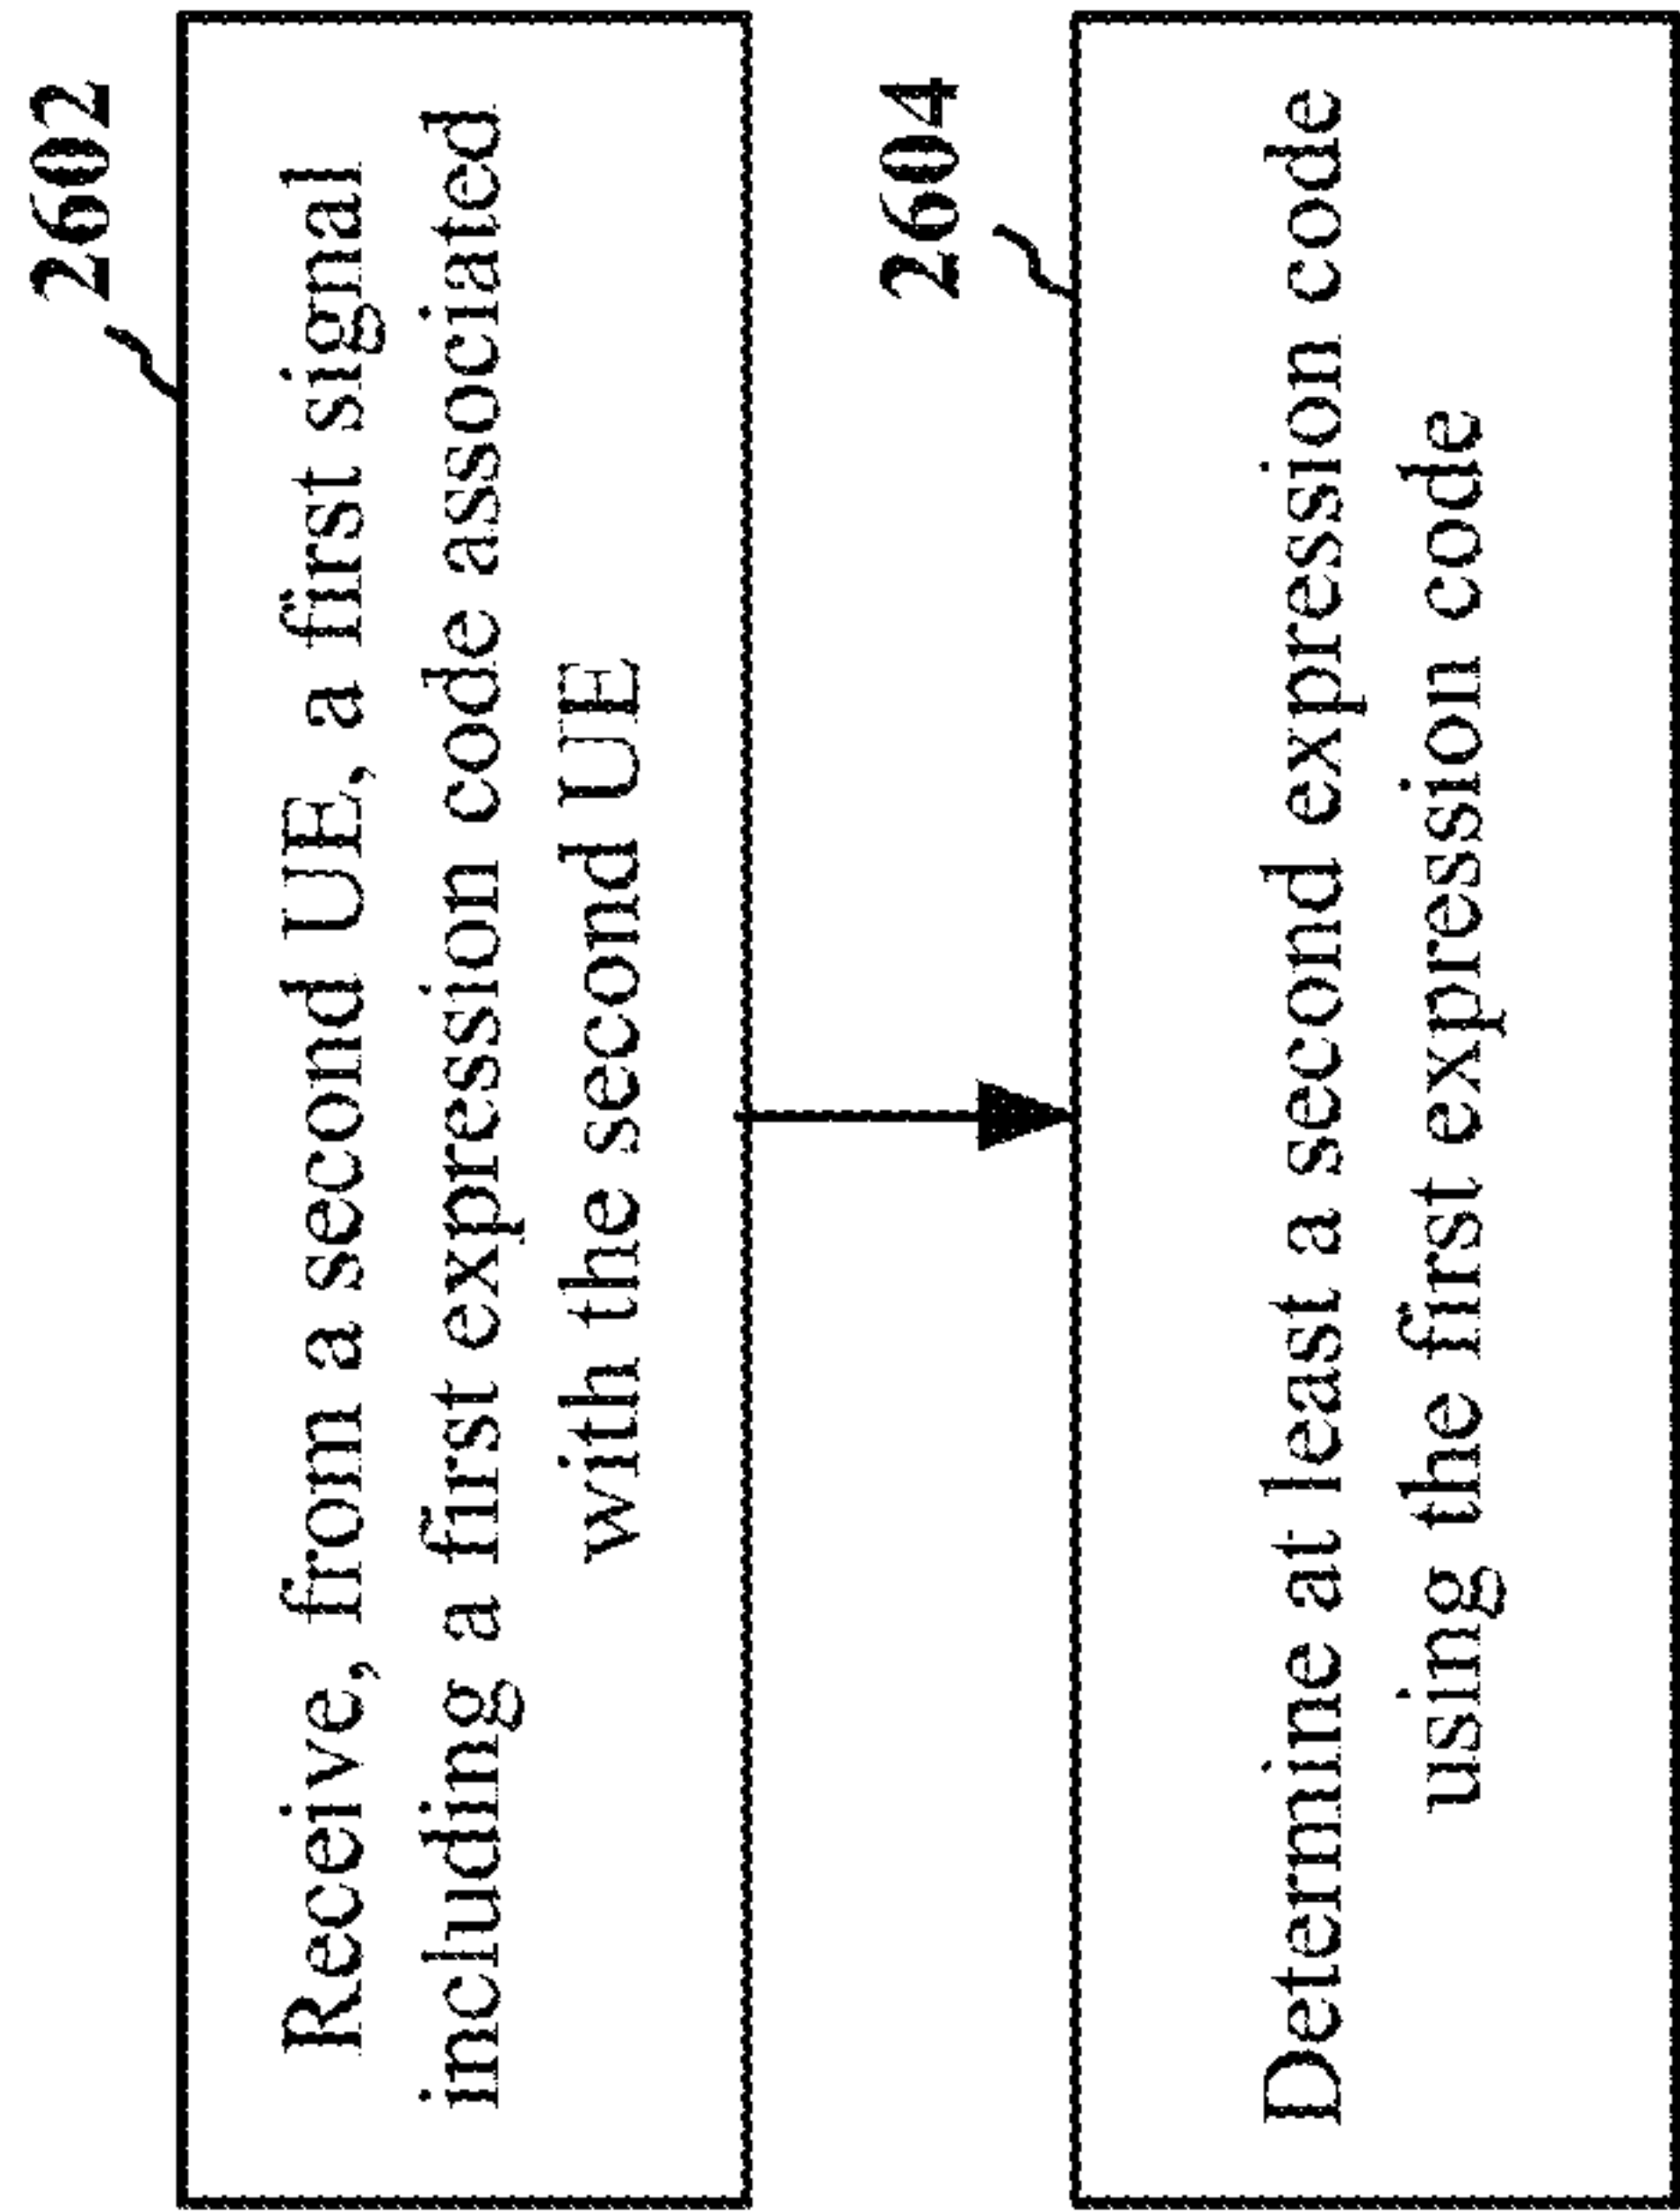 2602
Receive, from a second UE, a first signal
including a first expression code associated
with the second UE
2604
Determine at least a second expression code
using the first expression code